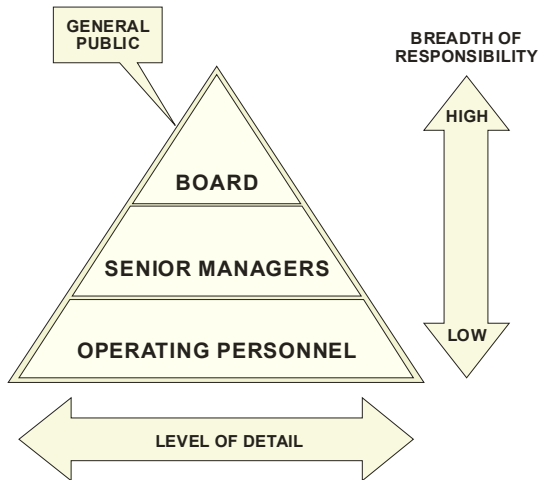 GENERAL
PUBLIC
BREADTH OF
RESPONSIBILITY
HIGH
BOARD
SENIOR MANAGERS
LOW
OPERATING PERSONNEL
LEVEL OF DETAIL